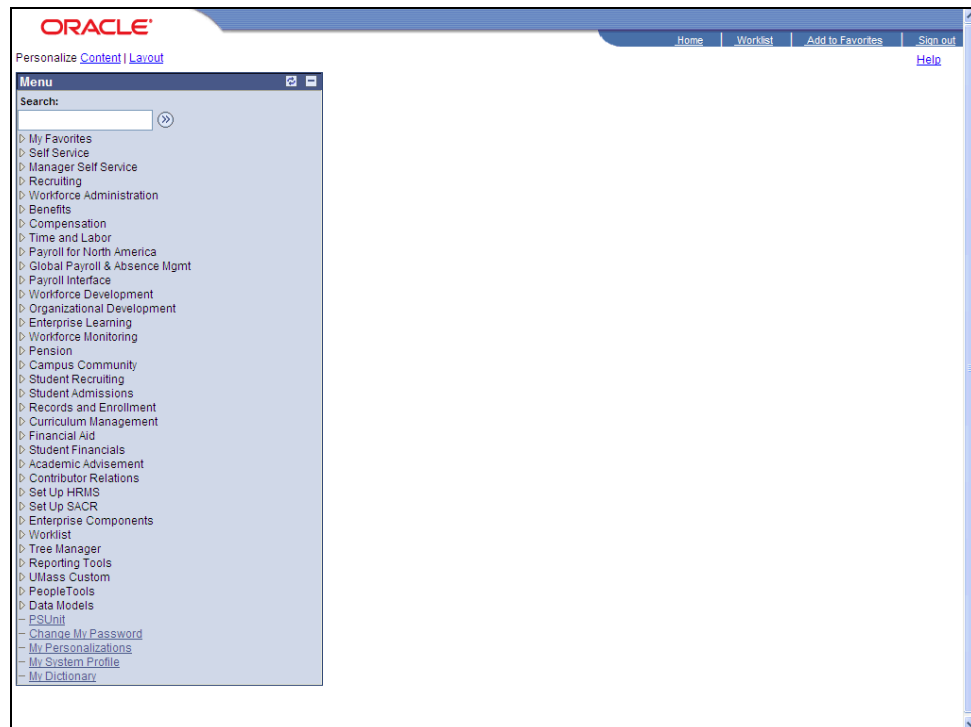 ORACLE'
Home Worklist Add to Favorites Sign out
Personalize Content | Layout
Help
Menu
Search:
My Favorites
Self Service
Manager Self Service
Recruiting
Workforce Administration
Benefits
Compensation
Time and Labor
Payroll for North America
Global Payroll & Absence Mgmt
Payroll Interface
Workforce Development
Organizational Development
Enterprise Learning
Workforce Monitoring
Pension
Campus Community
Student Recruiting
Student Admissions
Records and Enrollment
Curriculum Management
Financial Aid
Student Financials
Academic Advisement
Contributor Relations
Set Up HRMS
Set Up SACR
Enterprise Components
Worklist
Tree Manager
Reporting Tools
UMass Custom
PeopleTools
Data Models
PSUnit
Change My Password
My Personalizations
My System Profile
My Dictionary